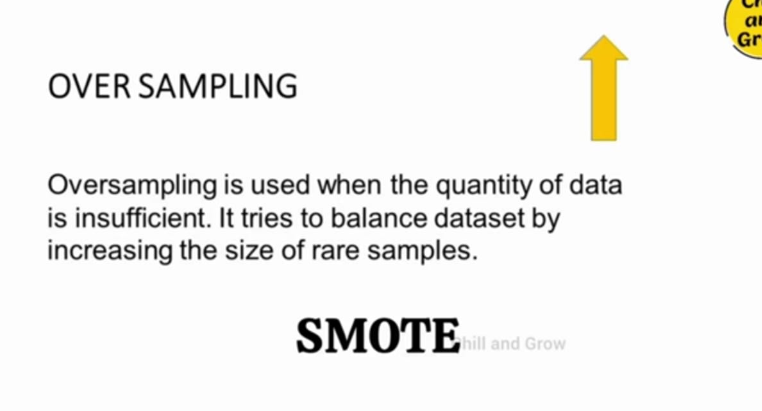 OVER SAMPLING
Oversampling is used when the quantity of data
is insufficient. It tries to balance dataset by
increasing the size of rare samples.
SMOTE
hill and Grow